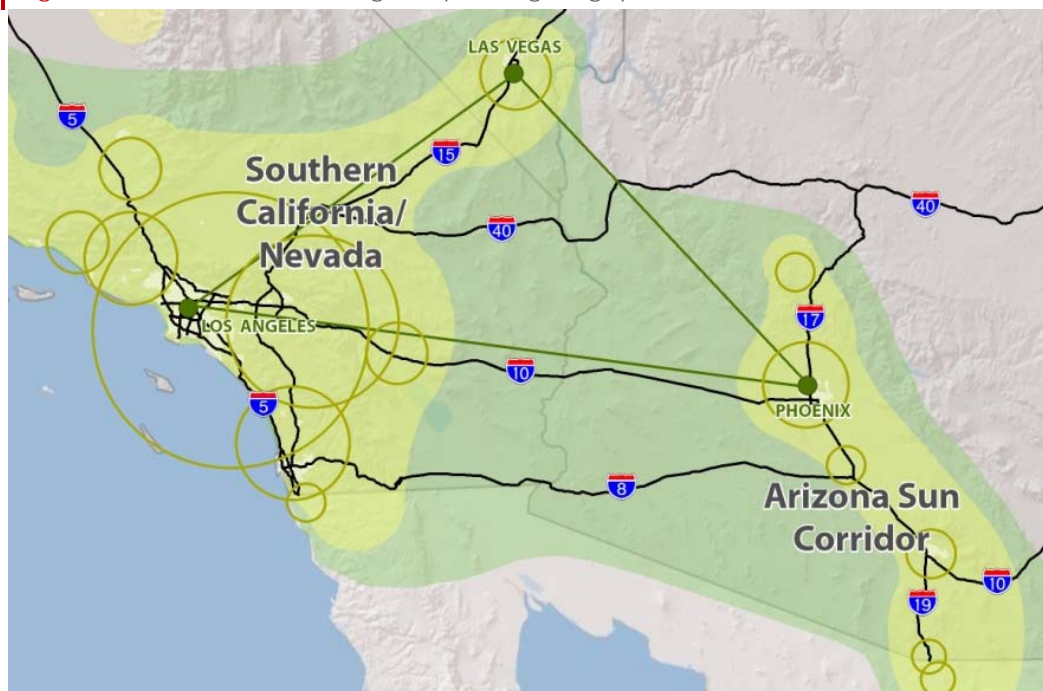 LAS VEGAS
5
15
Southern
California/
Nevada
40
40
LOS ANGELES
17
10
5
PHOENIX
8
Arizona Sun
Corridor
10
19